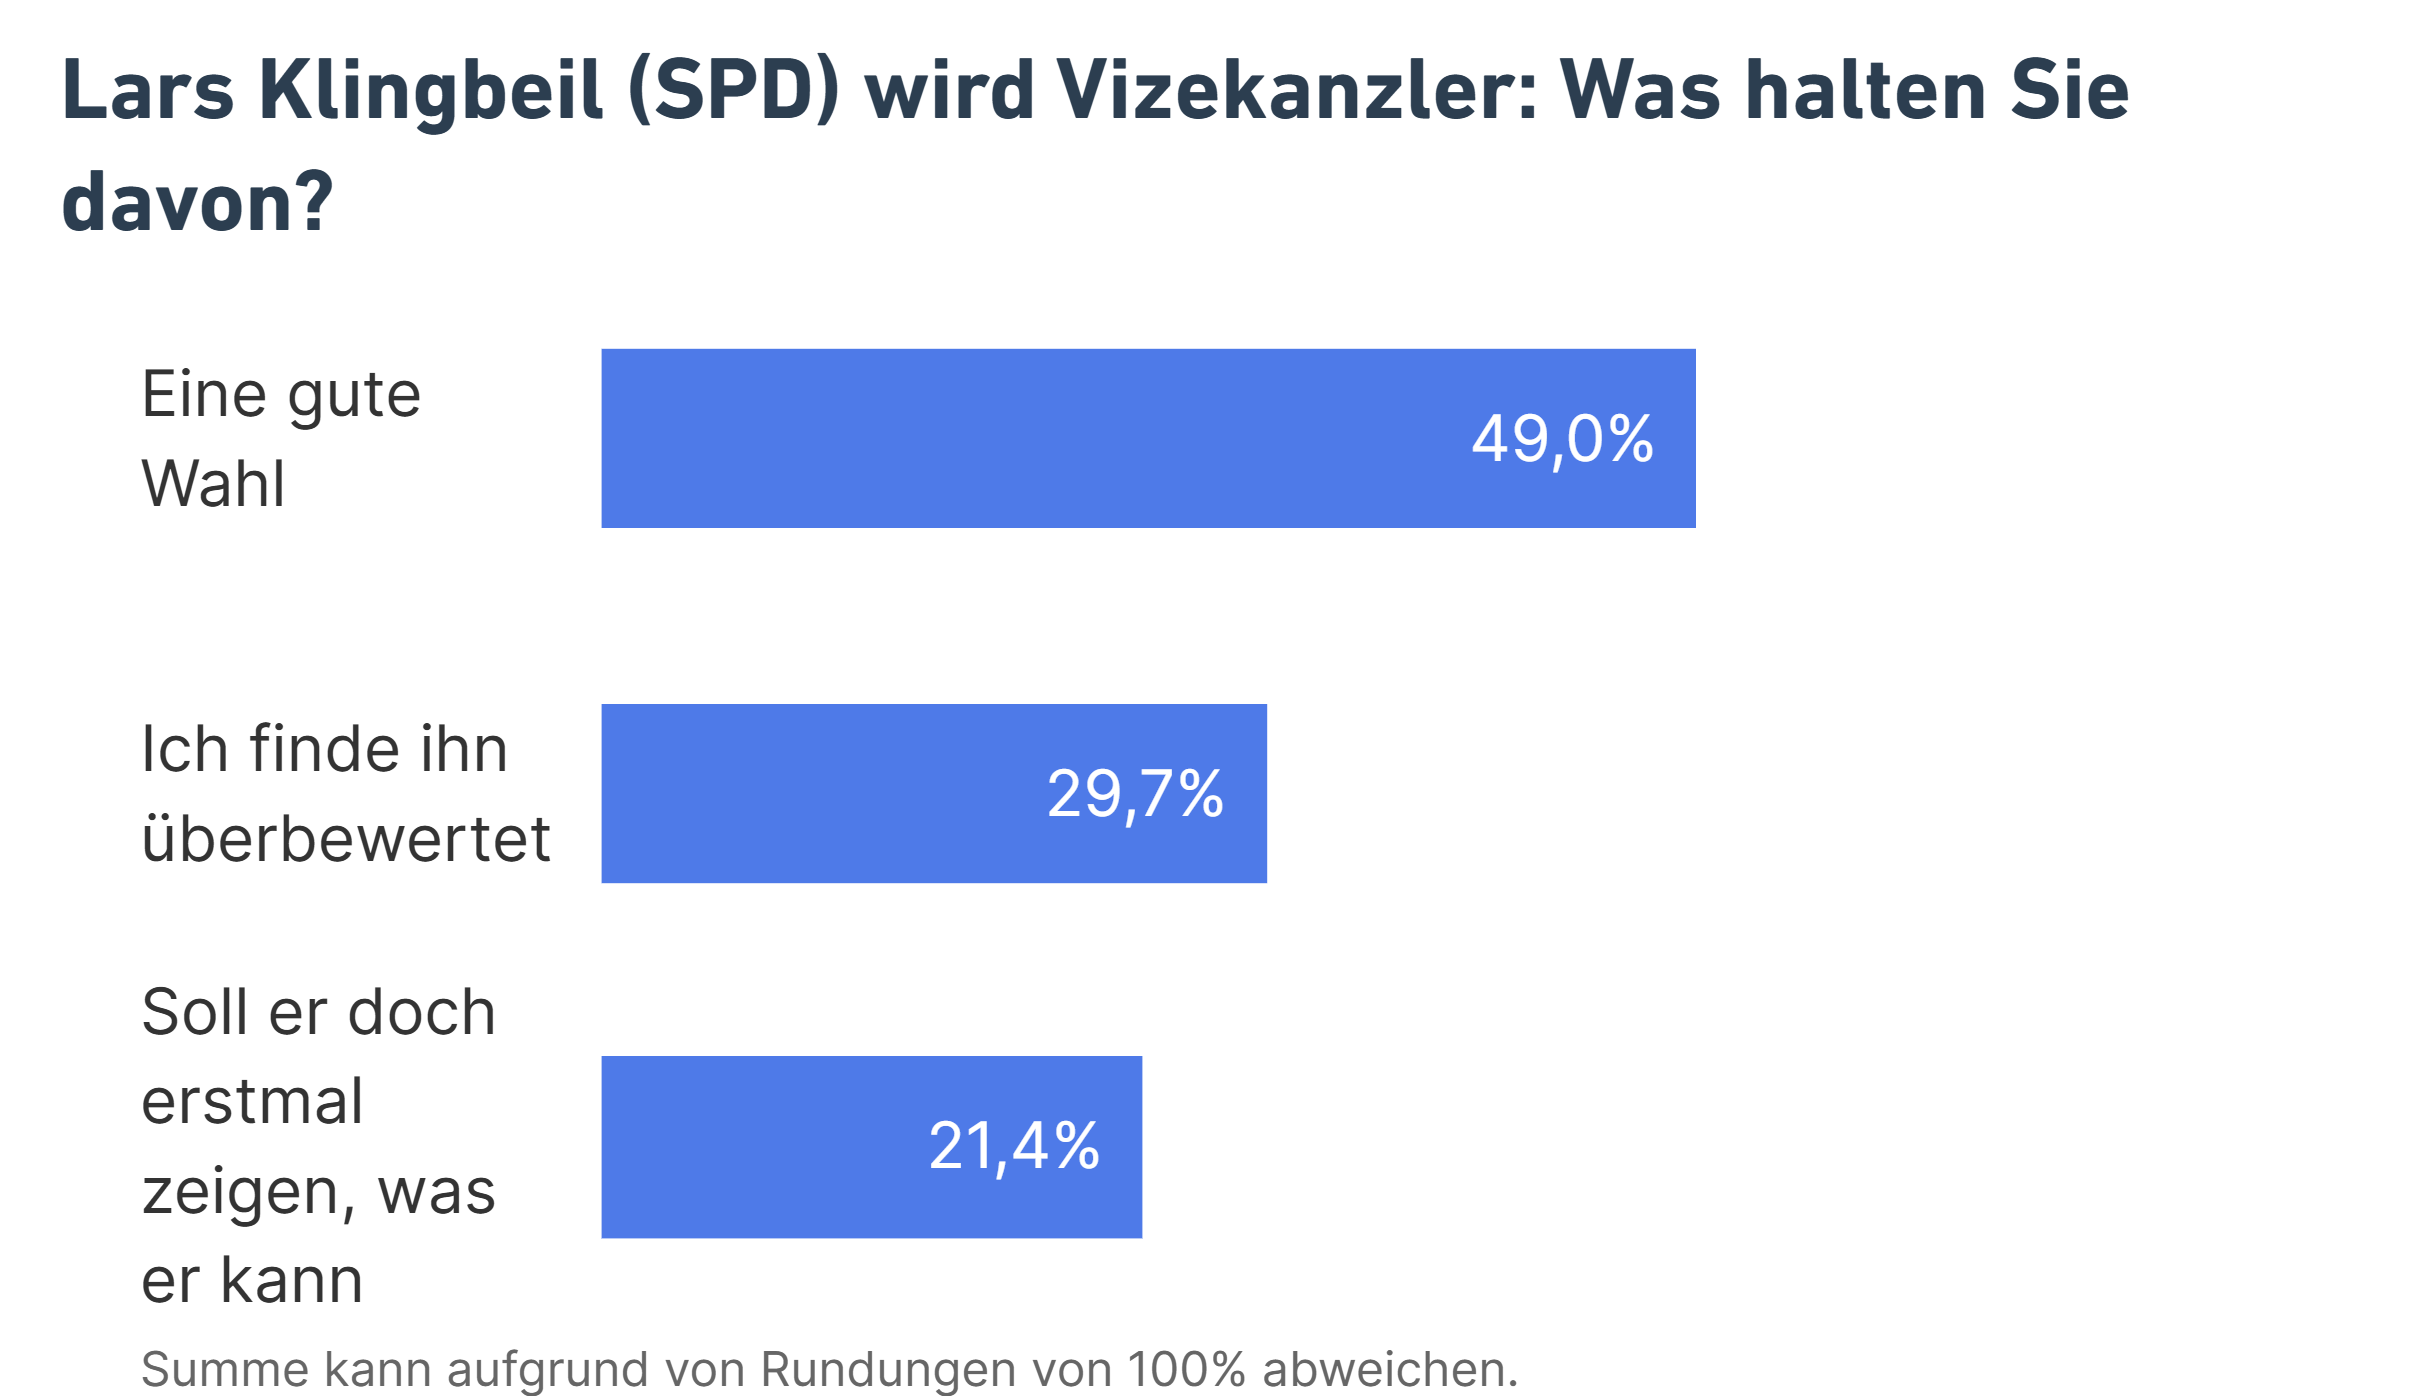 Lars Klingbeil (SPD) wird Vizekanzler: Was halten Sie
davon?
Eine gute
Wahl
49,0%
Ich finde ihn
überbewertet
29,7%
Soll er doch
erstmal
zeigen, was
er kann
21,4%
Summe kann aufgrund von Rundungen von 100% abweichen.